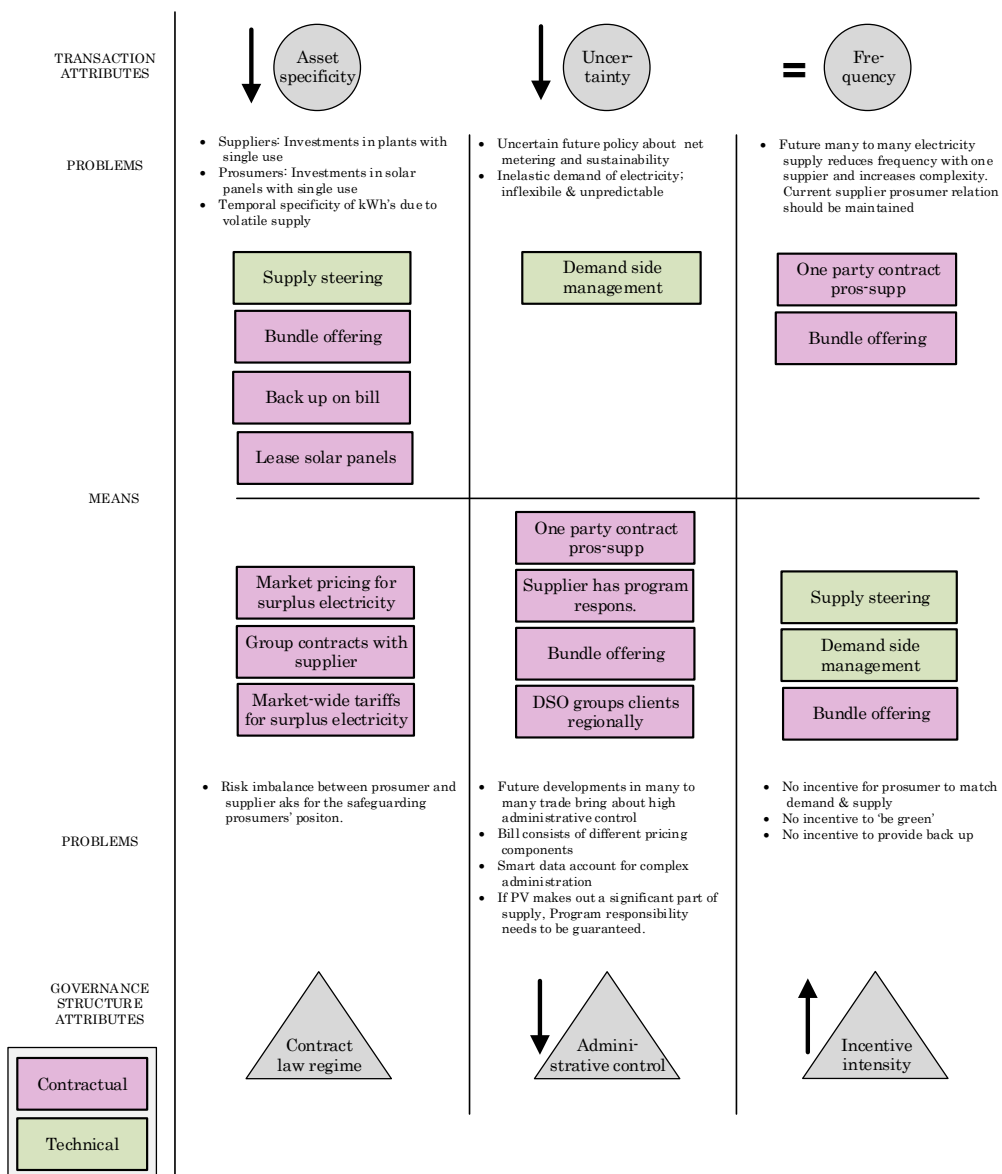 TRANSACTION
ATTRIBUTES
Asset
specificity
Uncer-
tainty
=
Fre-
quency
PROBLEMS
• Suppliers: Investments in plants with
single use
• Prosumers: Investments in solar
panels with single use
• Temporal specificity of kWh's due to
volatile supply
• Uncertain future policy about net
metering and sustainability
• Inelastic demand of electricity;
inflexibile & unpredictable
• Future many to many electricity
supply reduces frequency with one
suppier and increases complexity.
Current supplier prosumer relation
should be maintained
Supply steering
Bundle offering
Back up on bill
Lease solar panels
Demand side
management
One party contract
pros-supp
Bundle offering
MEANS
Market pricing for
surplus electricity
Group contracts with
supplier
Market-wide tariffs
for surplus electricity
One party contract
pros-supp
Supplier has program
respons.
Bundle offering
DSO groups clients
regionally
Supply steering
Demand side
management
Bundle offering
PROBLEMS
• Risk imbalance between prosumer and
supplier aks for the safeguarding
prosumers' positon.
• Future developments in many to
many trade bring about high
administrative control
• Bill consists of different pricing
components
• Smart data account for complex
administration
• If PV makes out a significant part of
supply, Program responsibility
needs to be guaranteed.
• No incentive for prosumer to match
demand & supply
• No incentive to 'be green'
• No incentive to provide back up
GOVERNANCE
STRUCTURE
ATTRIBUTES
Contract
law regime
Admini-
strative control
Incentive
intensity
Contractual
Technical